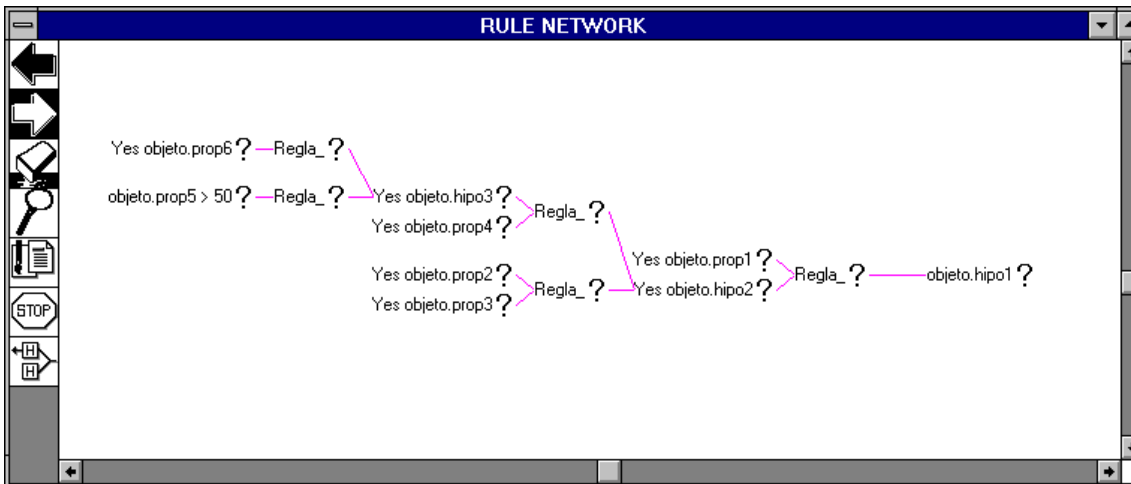 RULE NETWORK
Yes objeto.prop6 ? Regla_ ?
objeto.prop5 > 50 ? Regla_ ? Yes objeto.hipo3 ?
Regla_ ?
Yes objeto.prop4 ?
Yes objeto.prop1 ?
Yes objeto.prop2 ?
Regla_ ? objeto.hipo1 ?
Regla_ ? Yes objeto.hipo2 ?
Yes objeto.prop3 ?
STOP
H
H